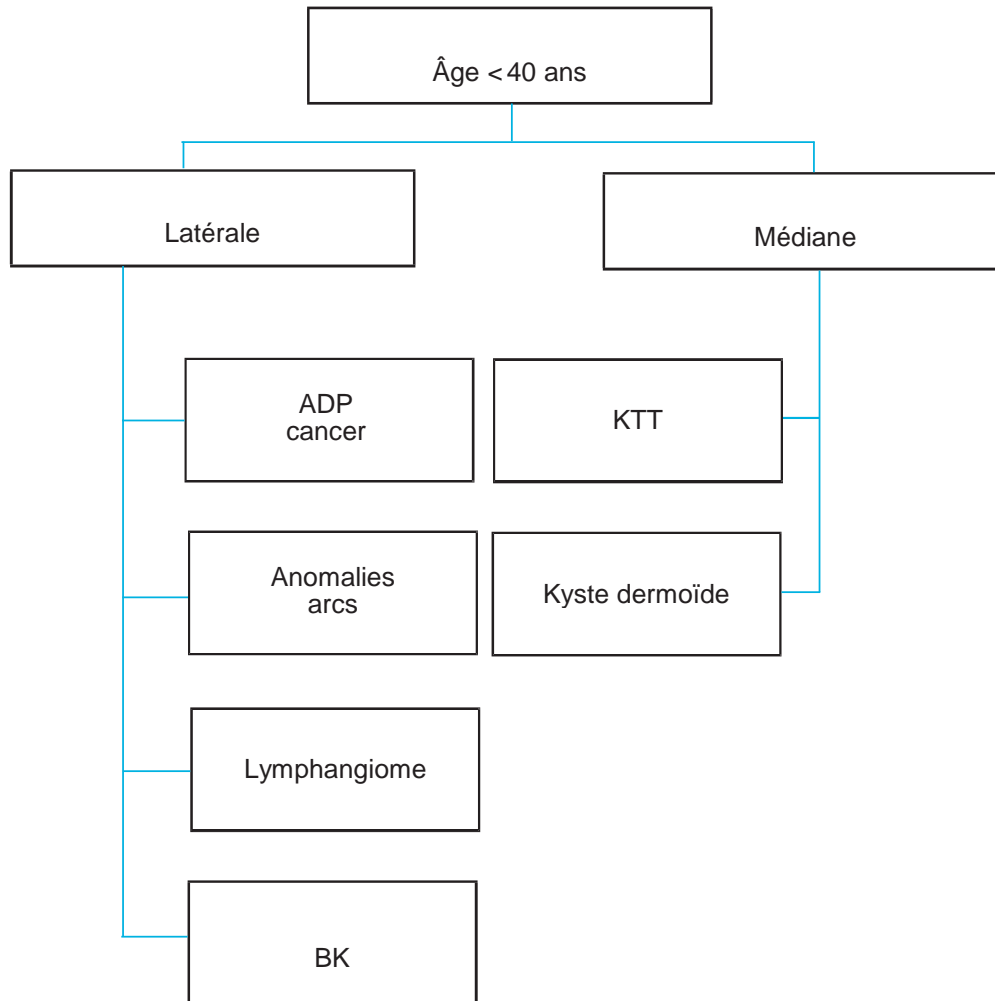 Âge < 40 ans
Latérale
Médiane
ADP
cancer
KTT
Anomalies
arcs
Kyste dermoïde
Lymphangiome
BK